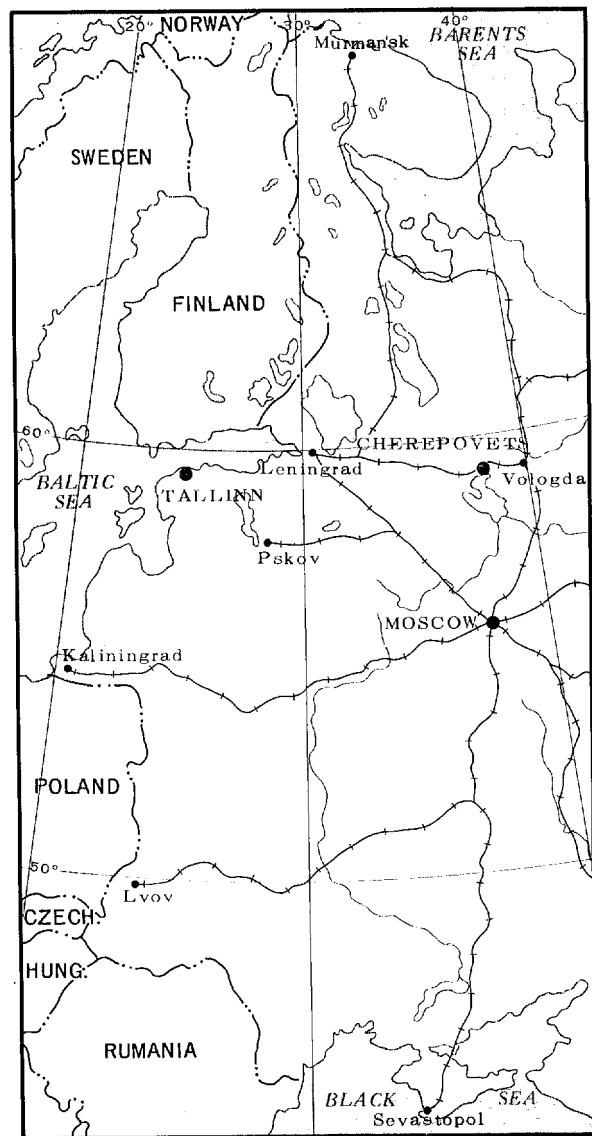 20°
NORWAY
30°
40°
BARENTS
SEA
Murmansk
SWEDEN
FINLAND
60°
CHEREPOVETS
Leningrad
Vologda
BALTIC
SEA
TALLINN
Pskov
MOSCOW
Kaliningrad
POLAND
50°
Lvov
CZECH.
HUNG.
RUMANIA
BLACK
SEA
Sevastopol